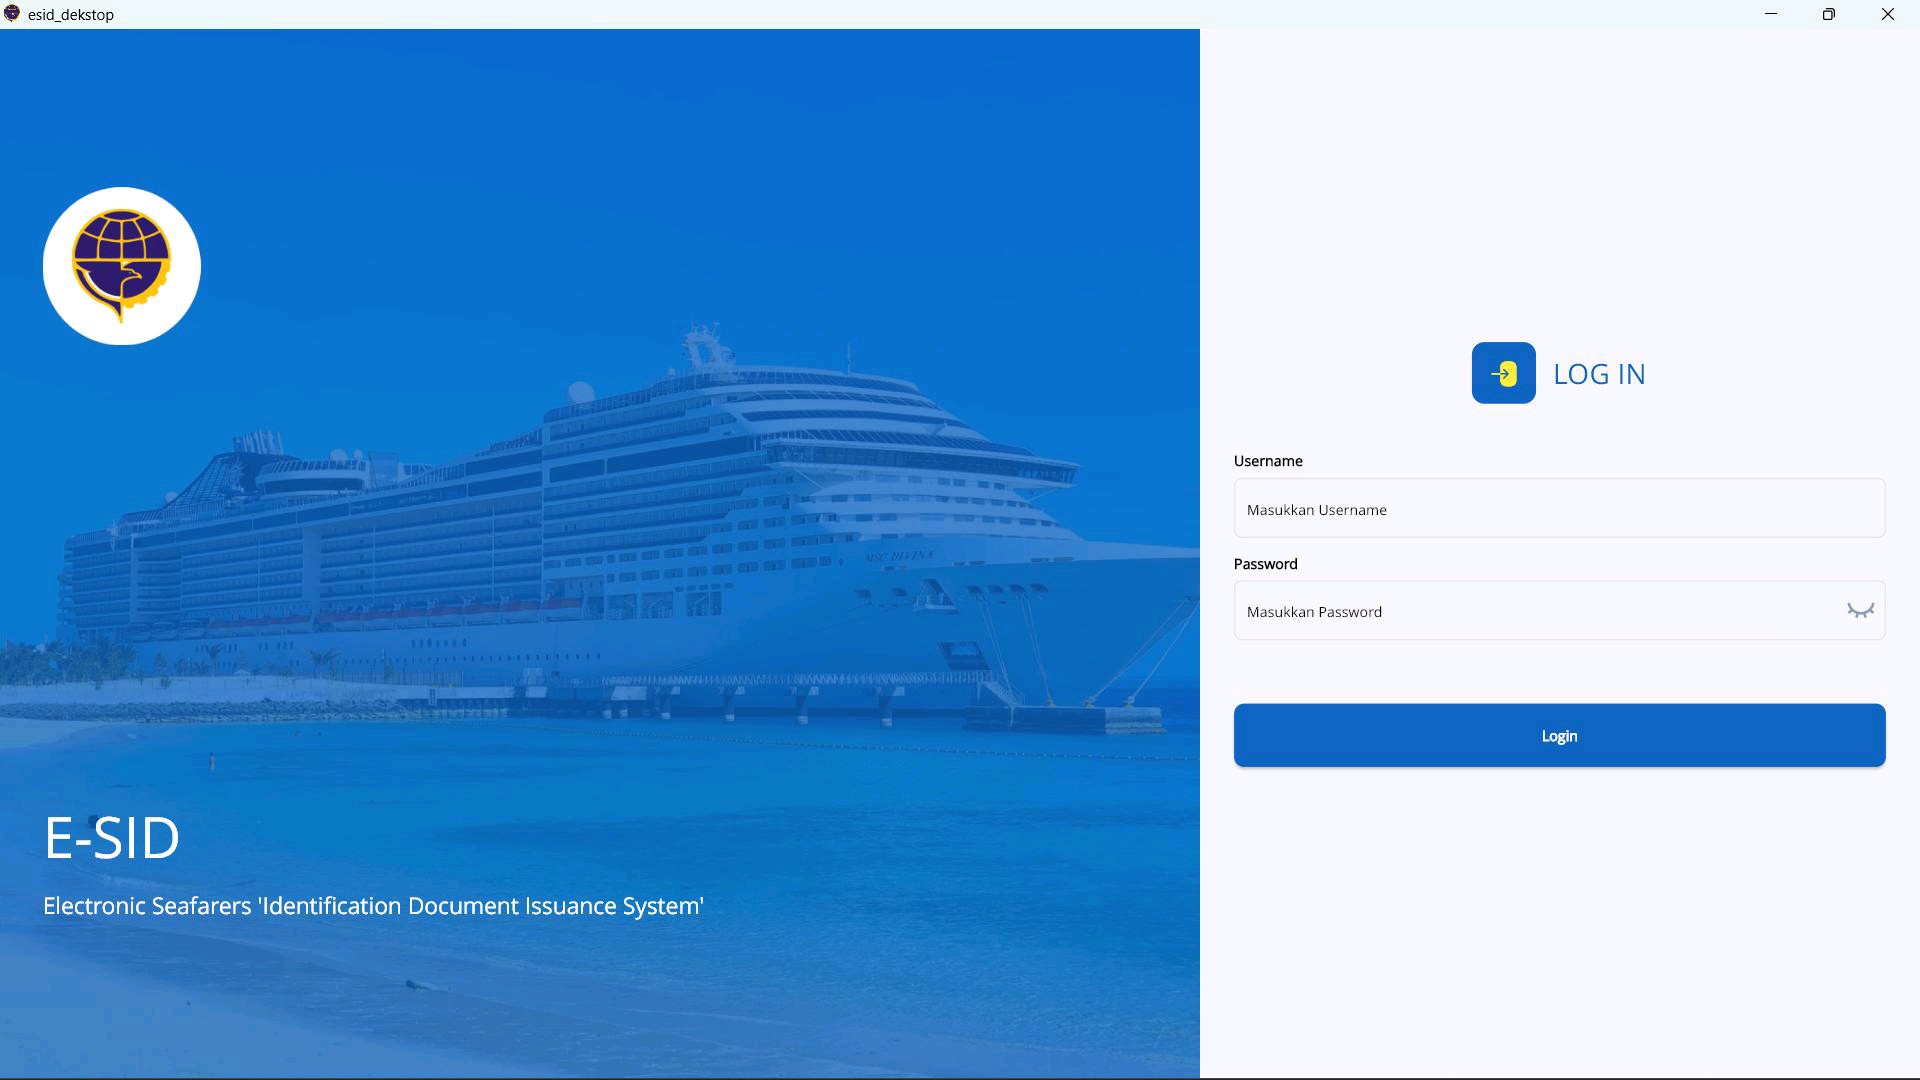 esid_dekstop
MSC DIVINA
E-SID
Electronic Seafarers 'Identification Document Issuance System'
LOG IN
Username
Masukkan Username
Password
Masukkan Password
Login